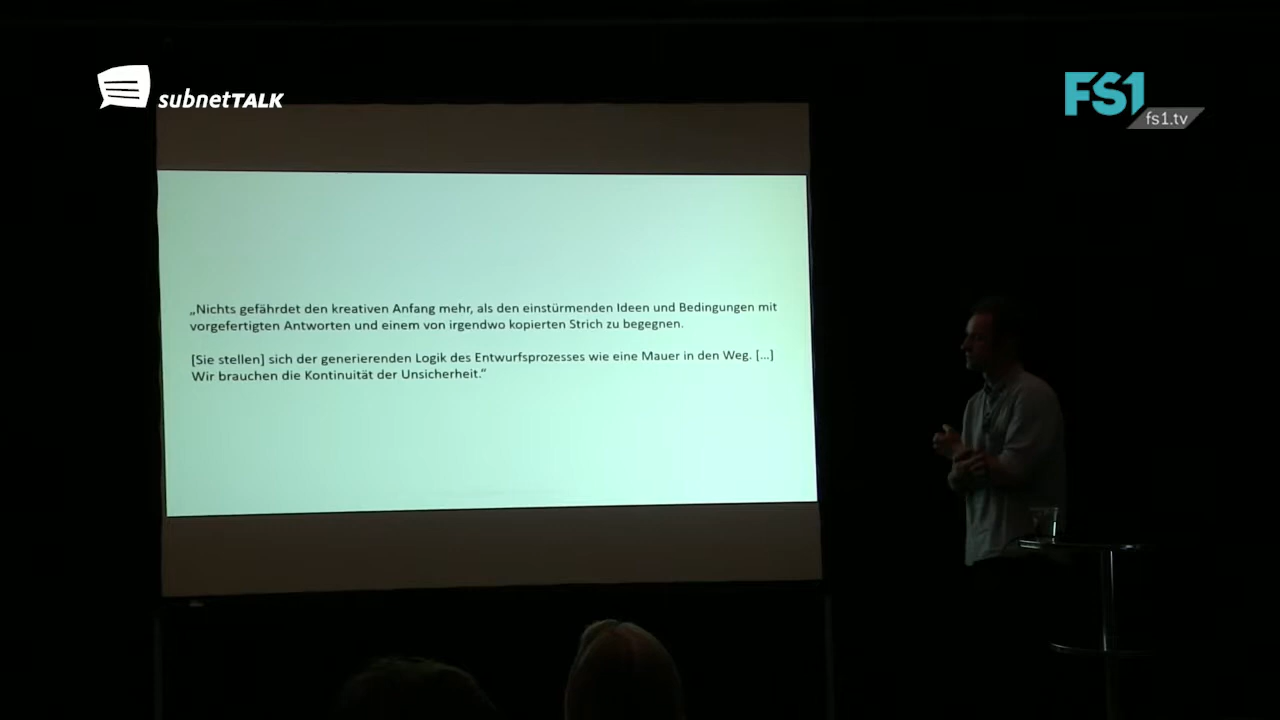 subnetTALK
FS1
fs1.tv
„Nichts gefährdet den kreativen Anfang mehr, als den einstürmenden Ideen und Bedingungen mit
vorgefertigten Antworten und einem von irgendwo kopierten Strich zu begegnen.
[Sie stellen] sich der generierenden Logik des Entwurfsprozesses wie eine Mauer in den Weg. [...]
Wir brauchen die Kontinuität der Unsicherheit.“